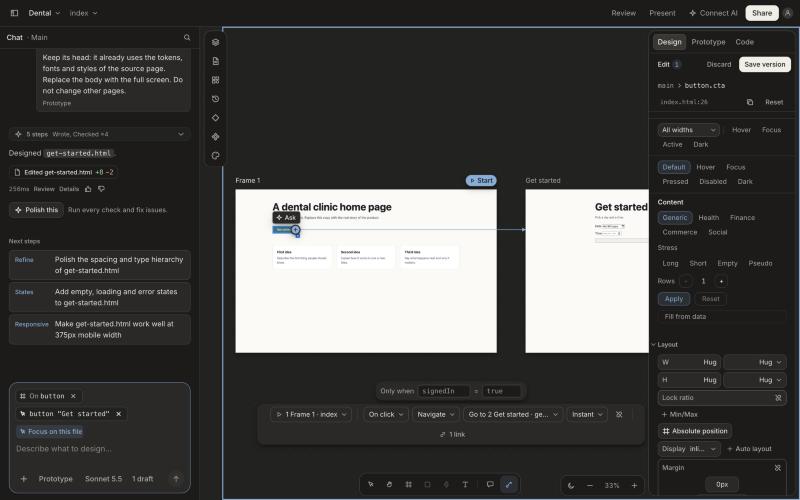 Dental
index
Review
Present
Connect AI
Share
Chat · Main
Keep its head: it already uses the tokens,
fonts and styles of the source page.
Replace the body with the full screen. Do
not change other pages.
Prototype
5 steps Wrote, Checked ×4
Designed get-started.html.
Edited get-started.html +8 −2
256ms Review Details
Polish this
Run every check and fix issues.
Next steps
Refine
Polish the spacing and type hierarchy
of get-started.html
States
Add empty, loading and error states
to get-started.html
Responsive
Make get-started.html work well at
375px mobile width
On button
button "Get started"
Focus on this file
Describe what to design...
Prototype
Sonnet 5.5
1 draft
Frame 1
Start
A dental clinic home page
Ask
First idea
Second idea
Third idea
Get started
Get started
Pick a day and a time.
Only when signedIn = true
1 Frame 1 · index
On click
Navigate
Go to 2 Get started · ge...
Instant
1 link
33%
Design
Prototype
Code
Edit 1
Discard
Save version
main > button.cta
index.html:26
Reset
All widths
Hover
Focus
Active
Dark
Default
Hover
Focus
Pressed
Disabled
Dark
Content
Generic
Health
Finance
Commerce
Social
Stress
Long
Short
Empty
Pseudo
Rows - 1 +
Apply
Reset
Fill from data
Layout
W Hug
Hug
H Hug
Hug
Lock ratio
+ Min/Max
Absolute position
Display inli...
+ Auto layout
Margin
0px